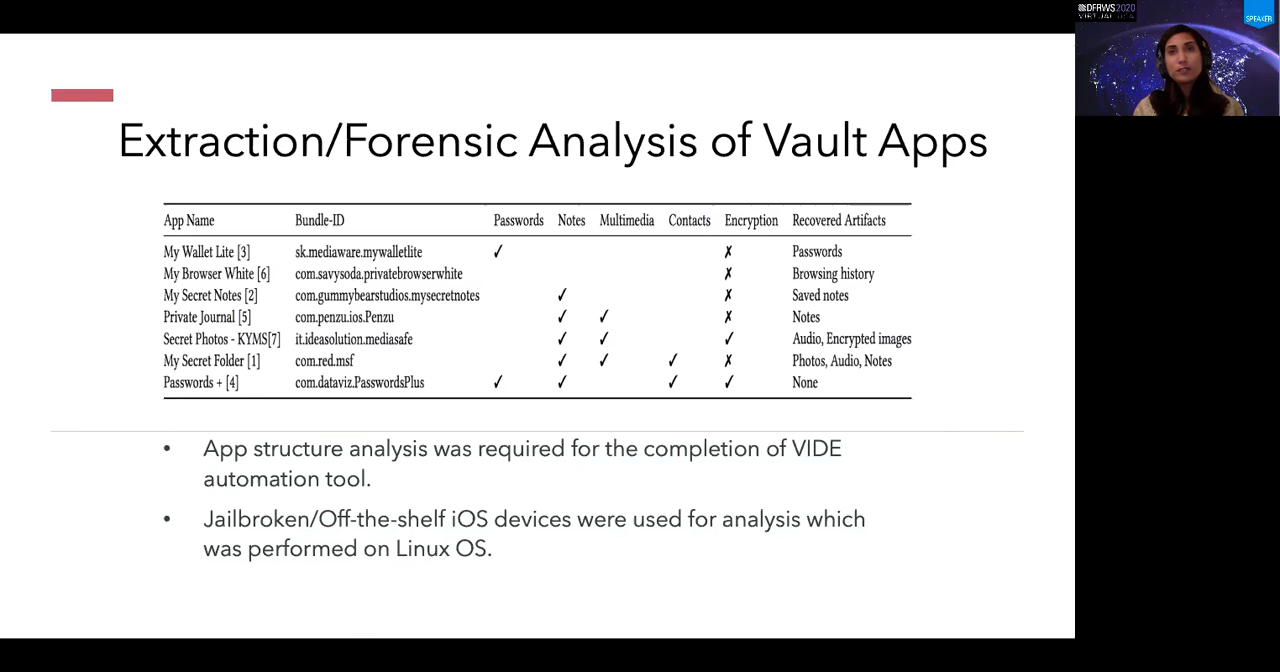 DFRWS2020
VIRTUAL USA
SPEAKER
Extraction/Forensic Analysis of Vault Apps
App Name Bundle-ID Passwords Notes Multimedia Contacts Encryption Recovered Artifacts
My Wallet Lite [3] sk.mediaware.mywalletlite ✓ ✗ Passwords
My Browser White [6] com.savysoda.privatebrowserwhite ✗ Browsing history
My Secret Notes [2] com.gummybearstudios.mysecretnotes ✓ ✗ Saved notes
Private Journal [5] com.penzu.ios.Penzu ✓ ✓ ✗ Notes
Secret Photos - KYMS[7] it.ideasolution.mediasafe ✓ ✓ ✓ Audio, Encrypted images
My Secret Folder [1] com.red.msf ✓ ✓ ✓ ✗ Photos, Audio, Notes
Passwords + [4] com.dataviz.PasswordsPlus ✓ ✓ ✓ ✓ None
• App structure analysis was required for the completion of VIDE
automation tool.
• Jailbroken/Off-the-shelf iOS devices were used for analysis which
was performed on Linux OS.